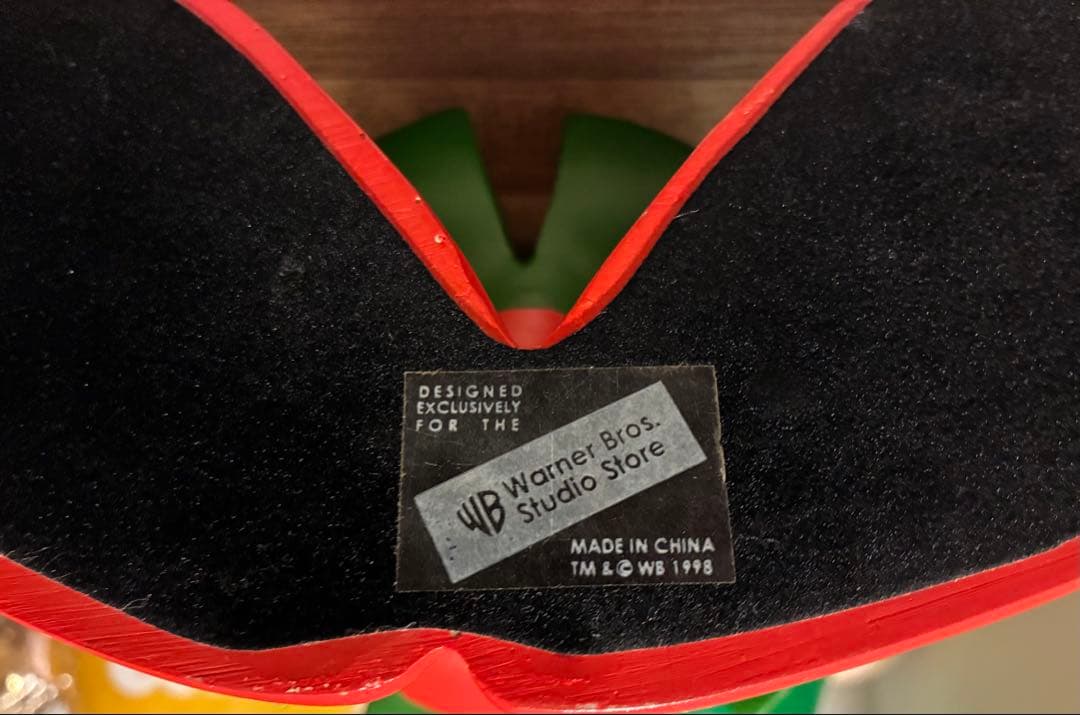 DESIGNED
EXCLUSIVELY
FOR THE
WB Warner Bros.
Studio Store
MADE IN CHINA
TM & © WB 1998